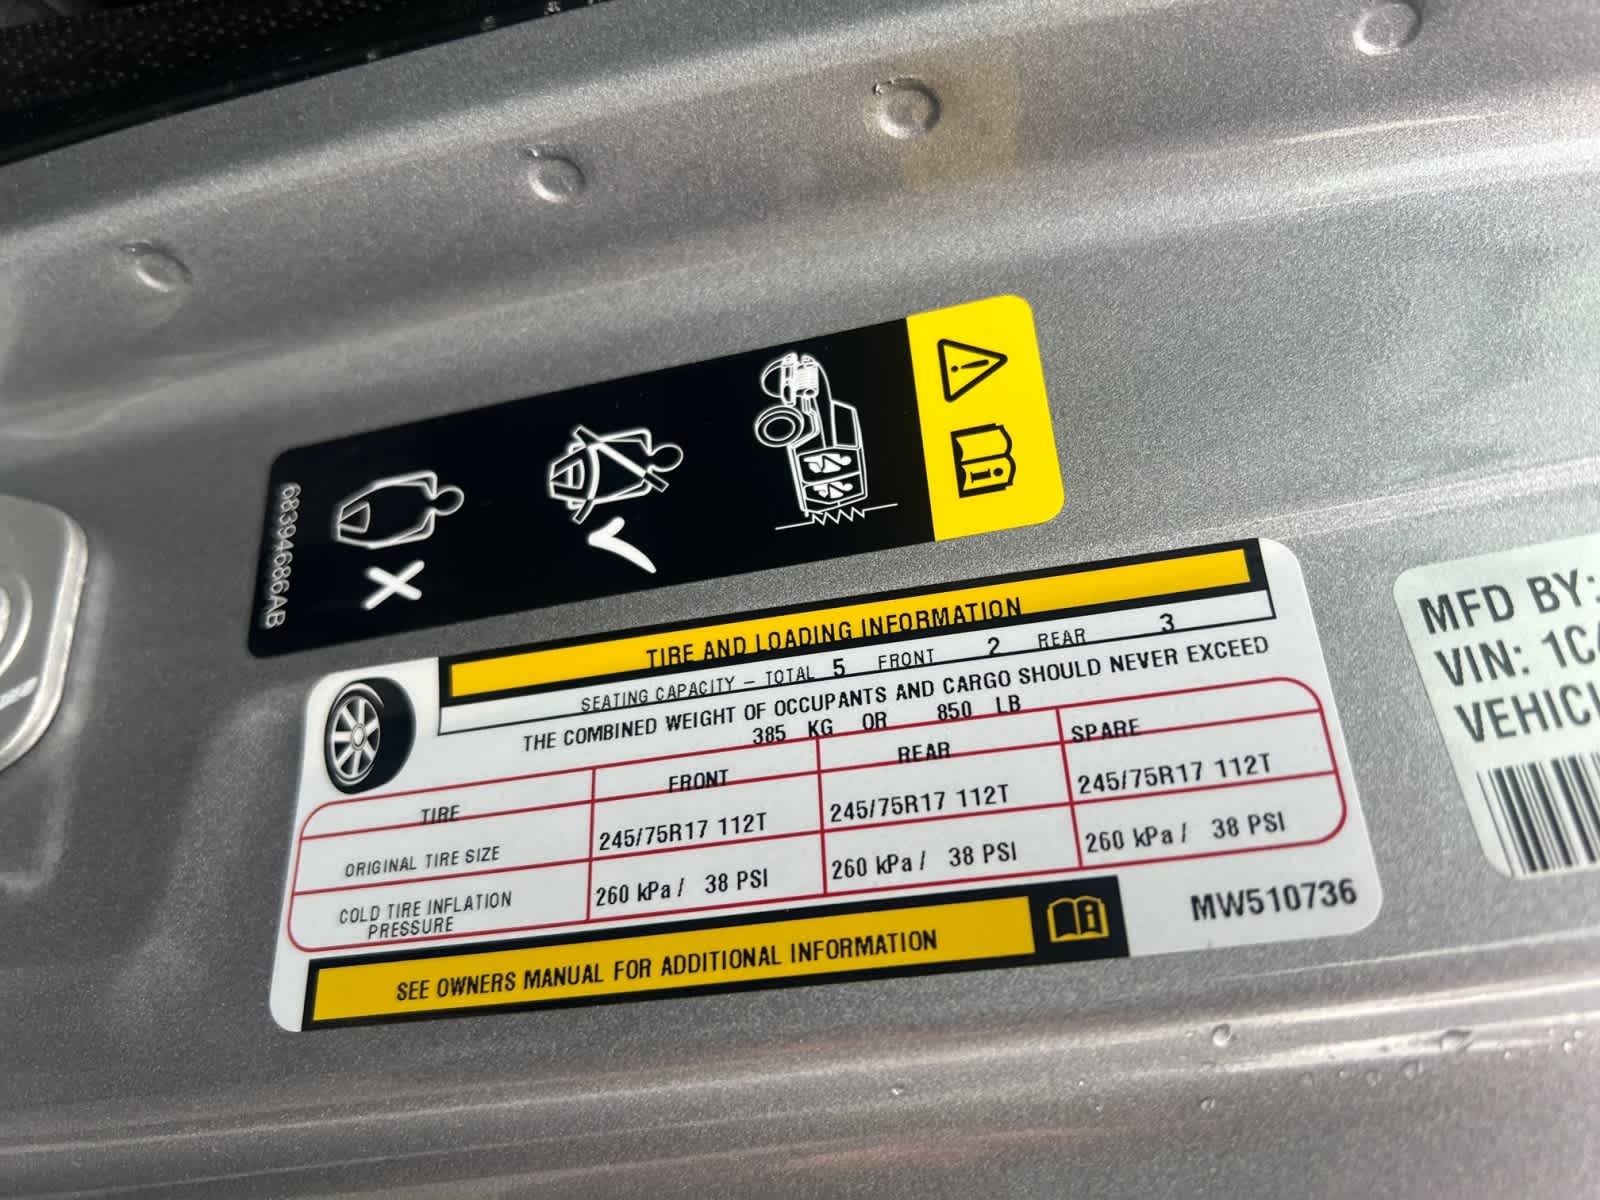 68394686AB
TIRE AND LOADING INFORMATION
SEATING CAPACITY – TOTAL 5 FRONT 2 REAR 3
THE COMBINED WEIGHT OF OCCUPANTS AND CARGO SHOULD NEVER EXCEED
385 KG OR 850 LB
TIRE FRONT REAR SPARE
ORIGINAL TIRE SIZE 245/75R17 112T 245/75R17 112T 245/75R17 112T
COLD TIRE INFLATION
PRESSURE 260 kPa / 38 PSI 260 kPa / 38 PSI 260 kPa / 38 PSI
SEE OWNERS MANUAL FOR ADDITIONAL INFORMATION
MW510736
MFD BY:
VIN: 1C
VEHIC